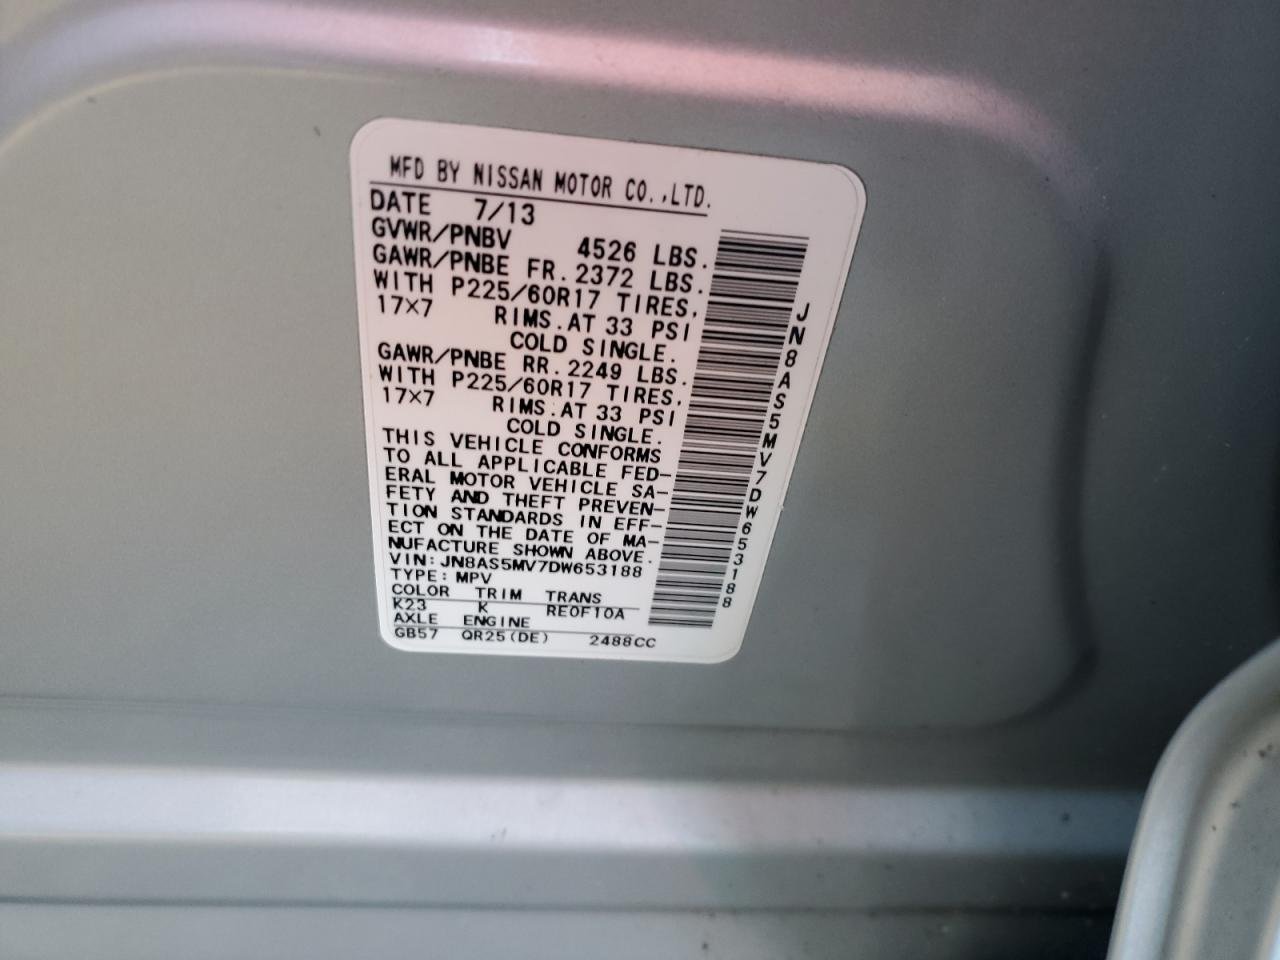 MFD BY NISSAN MOTOR CO.,LTD.
DATE 7/13
GVWR/PNBV 4526 LBS.
GAWR/PNBE FR.2372 LBS.
WITH P225/60R17 TIRES,
17×7 RIMS.AT 33 PSI
COLD SINGLE.
GAWR/PNBE RR.2249 LBS.
WITH P225/60R17 TIRES,
17×7 RIMS.AT 33 PSI
COLD SINGLE.
THIS VEHICLE CONFORMS
TO ALL APPLICABLE FED-
ERAL MOTOR VEHICLE SA-
FETY AND THEFT PREVEN-
TION STANDARDS IN EFF-
ECT ON THE DATE OF MA-
NUFACTURE SHOWN ABOVE.
VIN:JN8AS5MV7DW653188
TYPE:MPV
COLOR TRIM TRANS
K23 K RE0F10A
AXLE ENGINE
GB57 QR25(DE) 2488CC
JN8AS5MV7DW653188